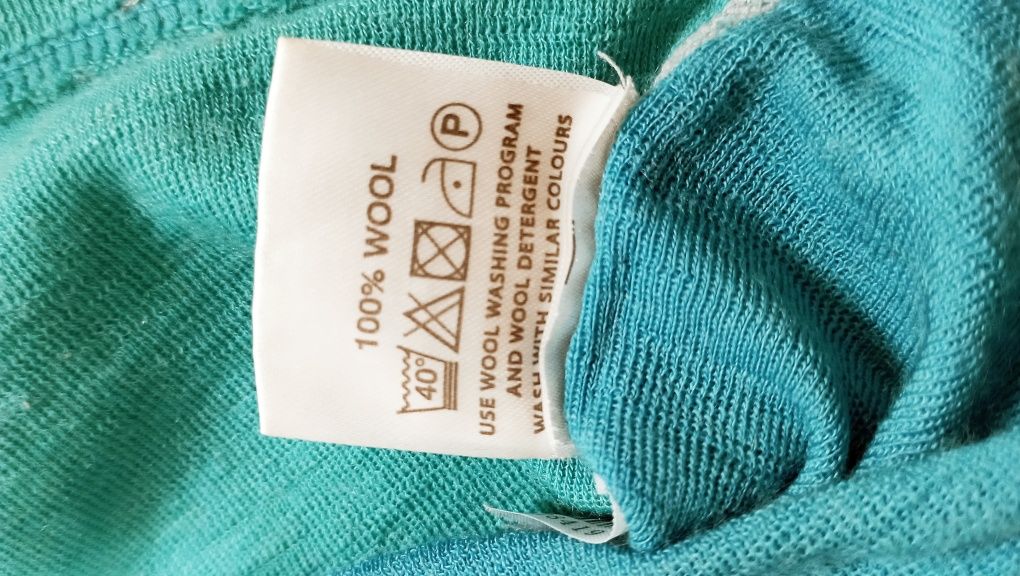 100% WOOL
40° P
USE WOOL WASHING PROGRAM
AND WOOL DETERGENT
WASH WITH SIMILAR COLOURS